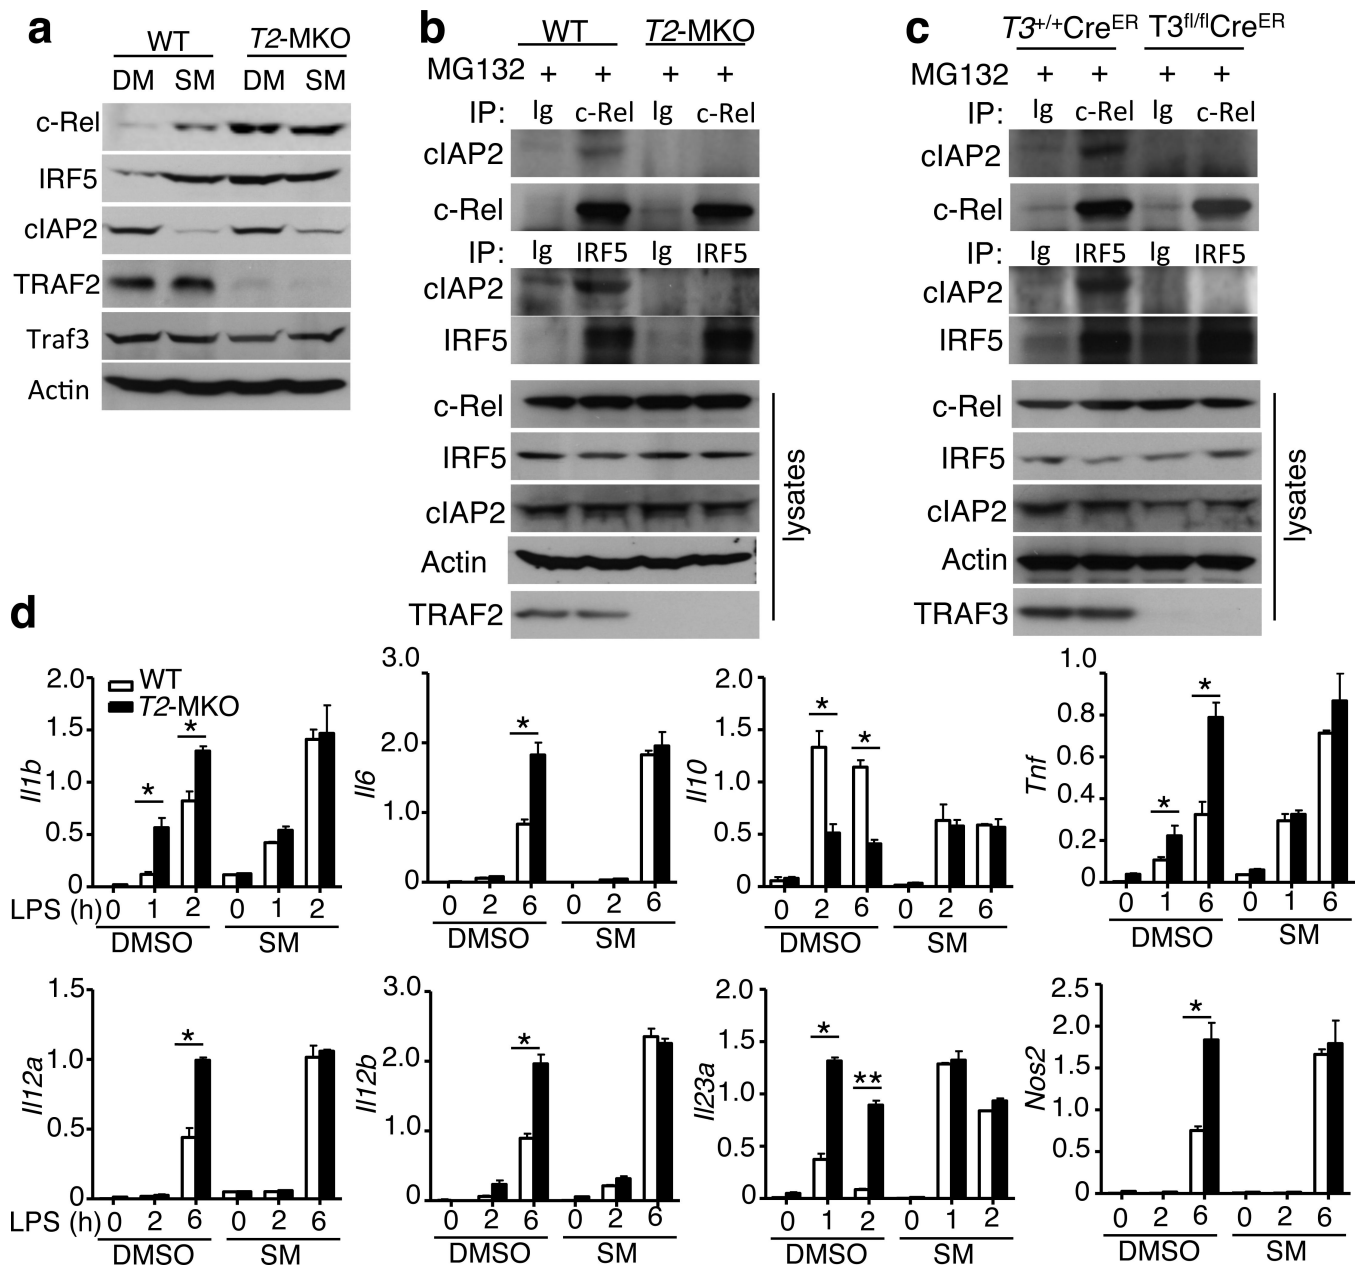 a
WT T2-MKO
DM SM DM SM
c-Rel
IRF5
cIAP2
TRAF2
Traf3
Actin
b
WT T2-MKO
MG132 + + + +
IP: Ig c-Rel Ig c-Rel
cIAP2
c-Rel
IP: Ig IRF5 Ig IRF5
cIAP2
IRF5
c-Rel
IRF5
cIAP2
Actin
TRAF2
lysates
c
T3+/+CreER T3fl/flCreER
MG132 + + + +
IP: Ig c-Rel Ig c-Rel
cIAP2
c-Rel
IP: Ig IRF5 Ig IRF5
cIAP2
IRF5
c-Rel
IRF5
cIAP2
Actin
TRAF3
lysates
d
WT
T2-MKO
Il1b
2.0
1.5
1.0
0.5
0
* *
LPS (h) 0 1 2 0 1 2
DMSO SM
Il6
3.0
2.0
1.0
0
*
0 2 6 0 2 6
DMSO SM
Il10
2.0
1.5
1.0
0.5
0
* *
0 2 6 0 2 6
DMSO SM
Tnf
1.0
0.8
0.6
0.4
0.2
0
* *
0 1 6 0 1 6
DMSO SM
Il12a
1.5
1.0
0.5
0
*
LPS (h) 0 2 6 0 2 6
DMSO SM
Il12b
3.0
2.0
1.0
0
*
0 2 6 0 2 6
DMSO SM
Il23a
2.0
1.5
1.0
0.5
0
* **
0 1 2 0 1 2
DMSO SM
Nos2
2.5
2.0
1.5
1.0
0.5
0
*
0 2 6 0 2 6
DMSO SM